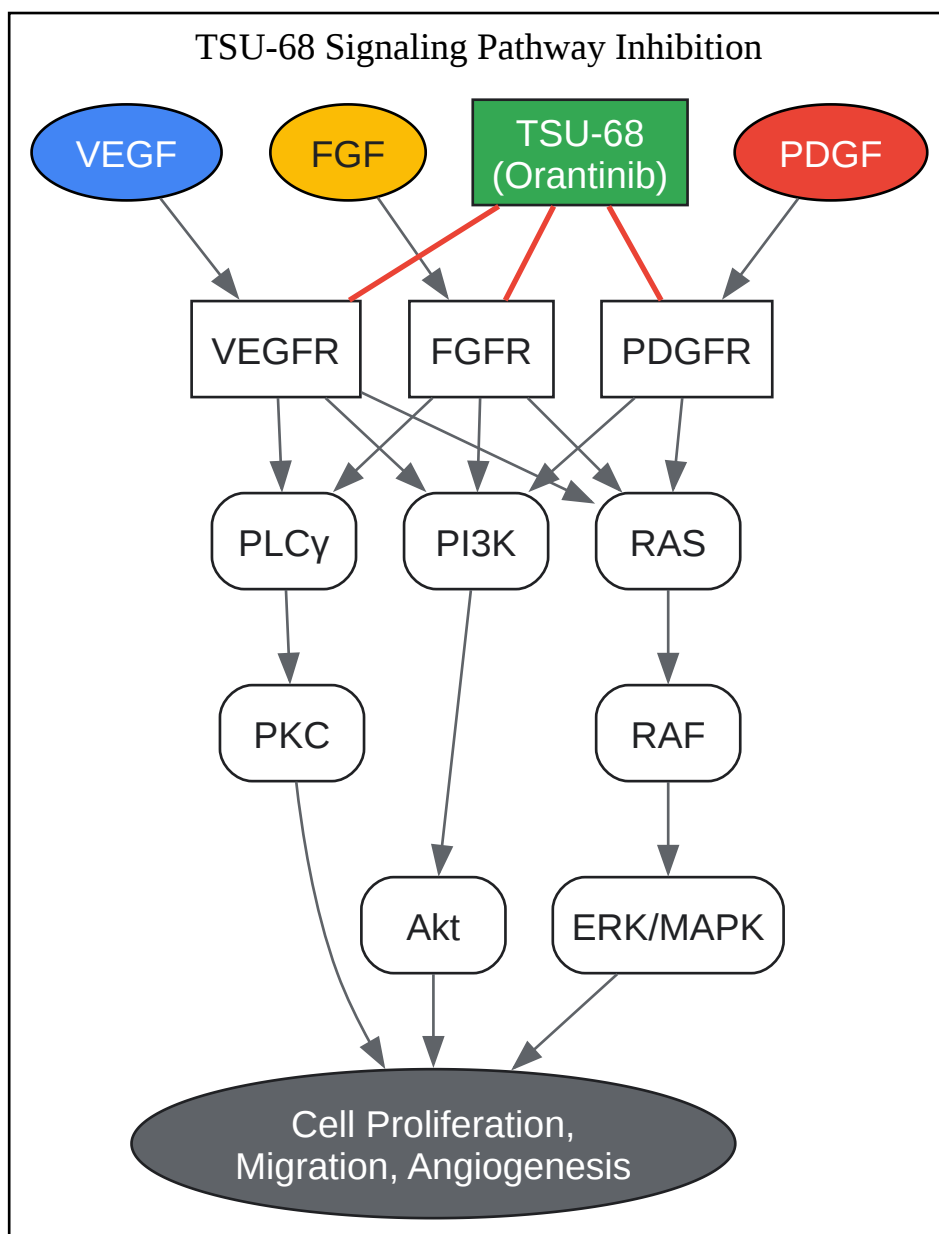 TSU-68 Signaling Pathway Inhibition
VEGF
FGF
TSU-68
(Orantinib)
PDGF
VEGFR
FGFR
PDGFR
PLCγ
PI3K
RAS
PKC
RAF
Akt
ERK/MAPK
Cell Proliferation,
Migration, Angiogenesis